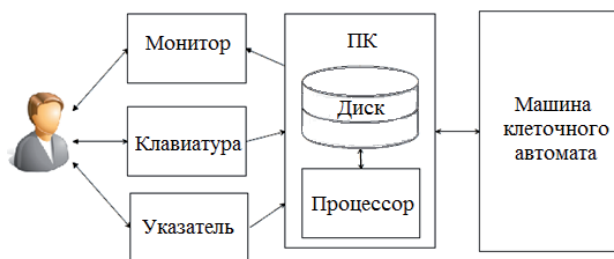 Монитор
ПК
Диск
Машина
клеточного
автомата
Клавиатура
Процессор
Указатель